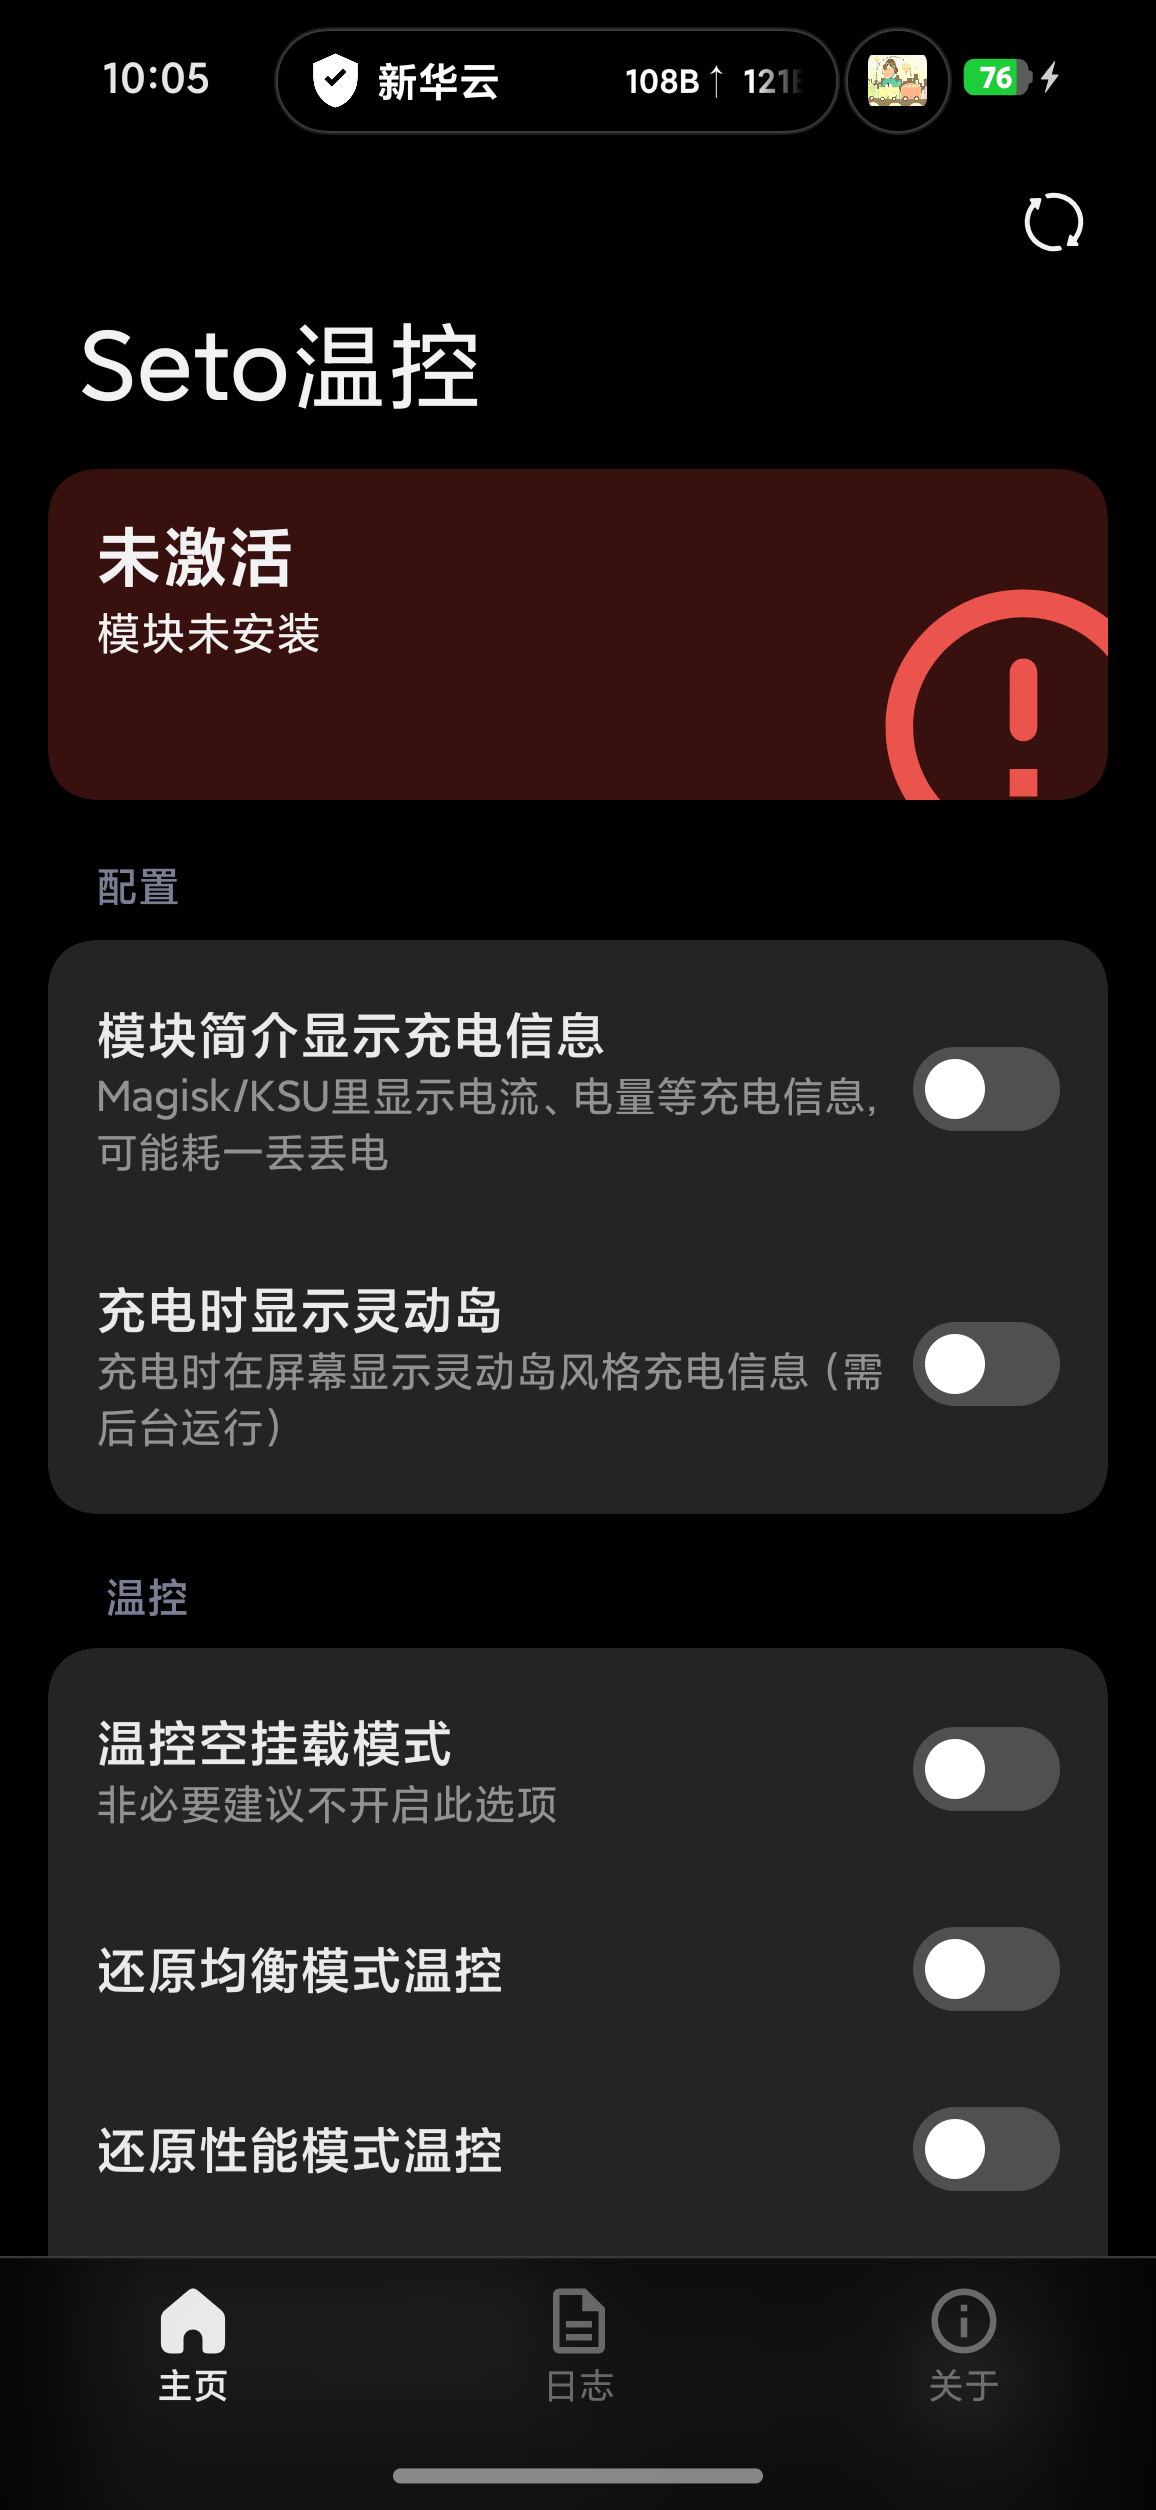 10:05
新华云
108B↑ 121
76
Seto温控
未激活
模块未安装
配置
模块简介显示充电信息
Magisk/KSU里显示电流、电量等充电信息,
可能耗一丢丢电
充电时显示灵动岛
充电时在屏幕显示灵动岛风格充电信息（需
后台运行）
温控
温控空挂载模式
非必要建议不开启此选项
还原均衡模式温控
还原性能模式温控
主页
日志
关于